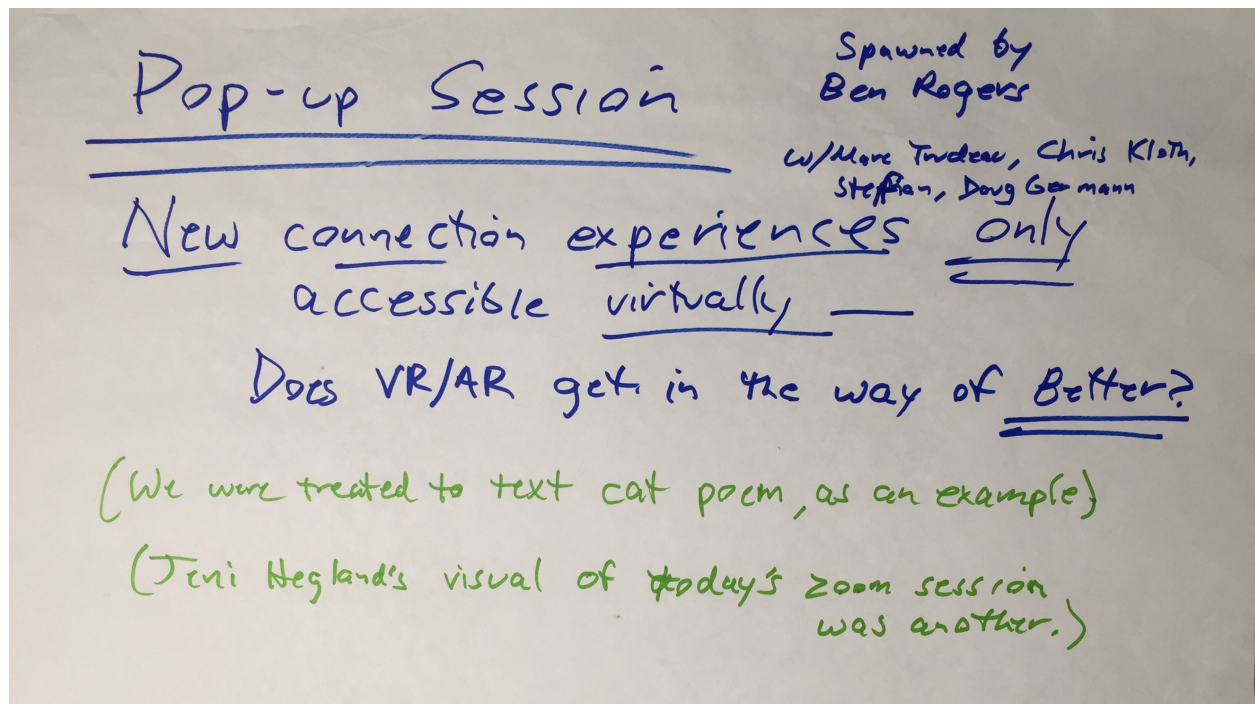 Pop-up Session
Spawned by
Ben Rogers
w/Marc Trudeau, Chris Kloth,
Stephan, Doug Germann
New connection experiences only
accessible virtually —
Does VR/AR get in the way of Better?
(We were treated to text cat poem, as an example)
(Jeni Hegland's visual of today's zoom session
was another.)